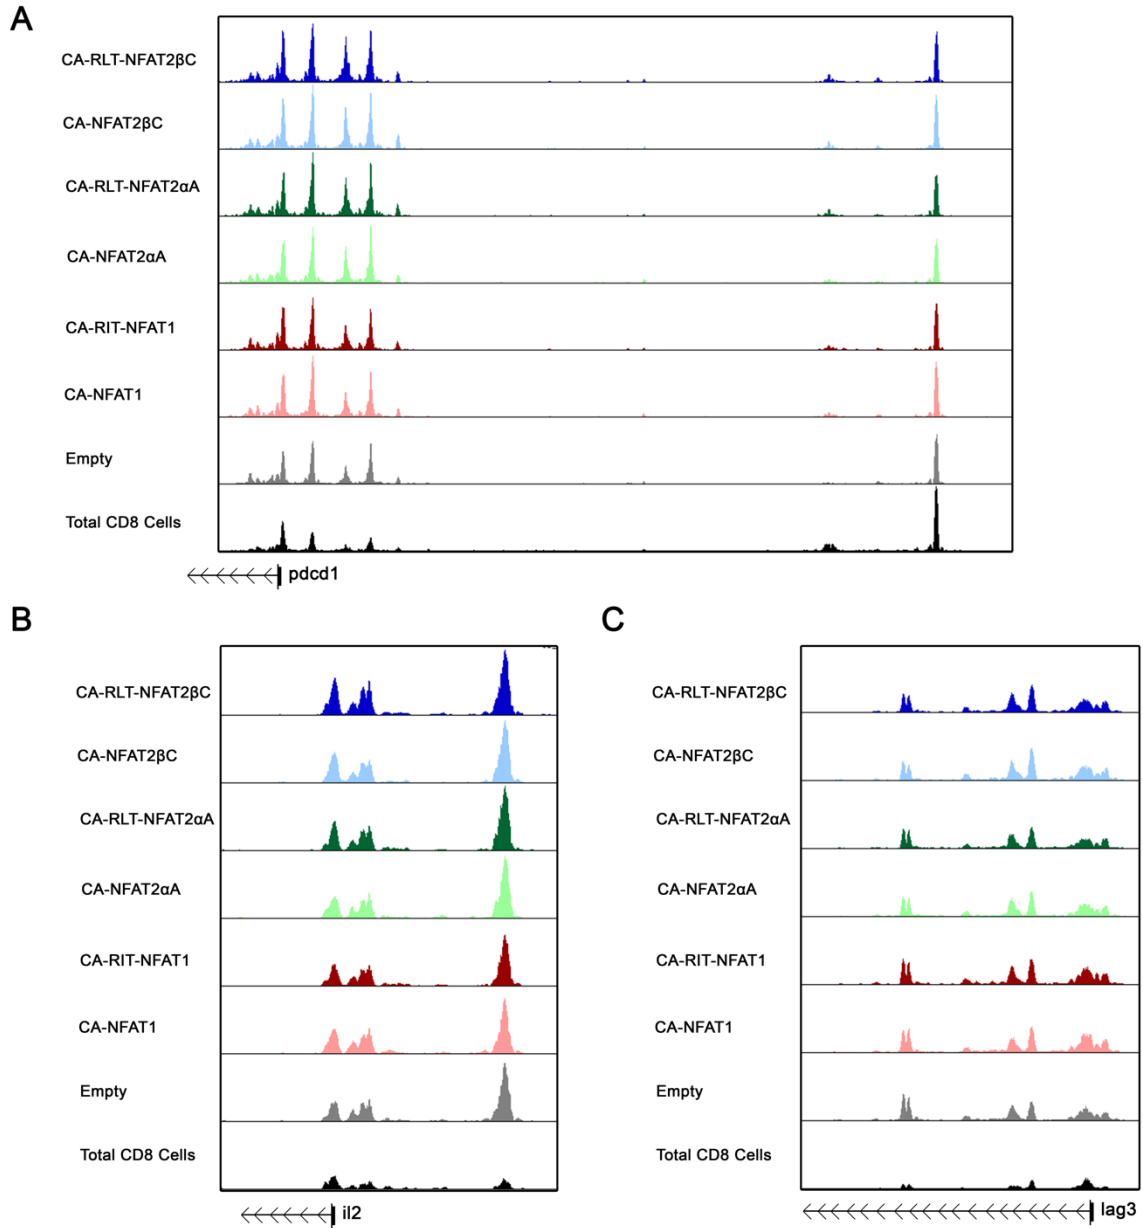 A
CA-RLT-NFAT2βC
CA-NFAT2βC
CA-RLT-NFAT2αA
CA-NFAT2αA
CA-RIT-NFAT1
CA-NFAT1
Empty
Total CD8 Cells
pdcd1
B
CA-RLT-NFAT2βC
CA-NFAT2βC
CA-RLT-NFAT2αA
CA-NFAT2αA
CA-RIT-NFAT1
CA-NFAT1
Empty
Total CD8 Cells
il2
C
CA-RLT-NFAT2βC
CA-NFAT2βC
CA-RLT-NFAT2αA
CA-NFAT2αA
CA-RIT-NFAT1
CA-NFAT1
Empty
Total CD8 Cells
lag3